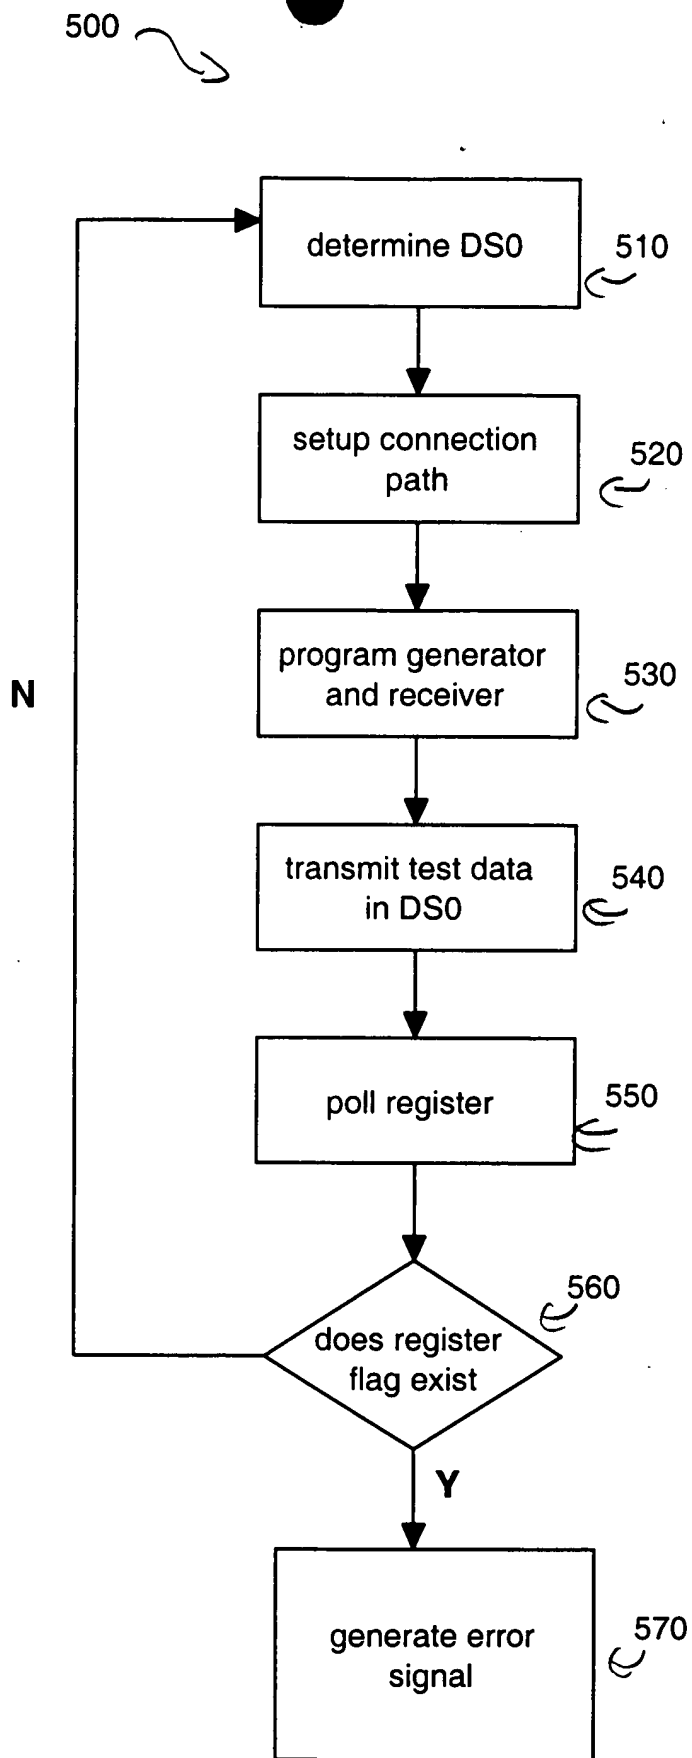 500
determine DS0
510
setup connection
path
520
program generator
and receiver
530
N
transmit test data
in DS0
540
poll register
550
does register
flag exist
560
Y
generate error
signal
570